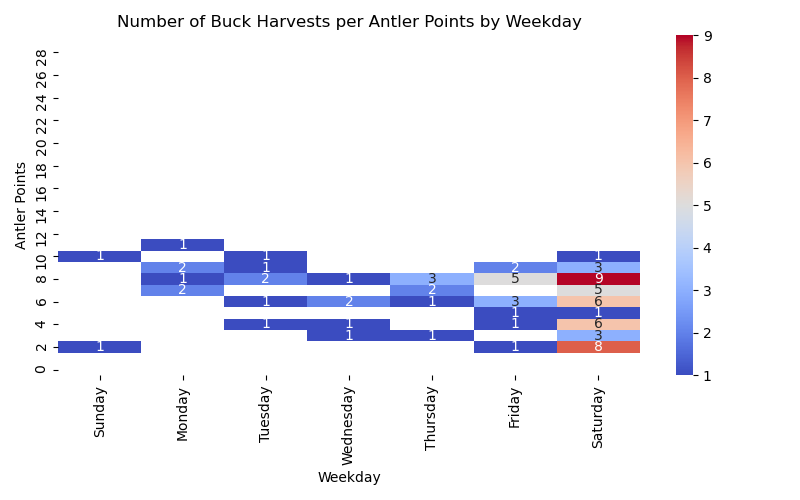 Number of Buck Harvests per Antler Points by Weekday
9
28
8
26
24
7
22
20
6
18
16
5
14
Antler Points
12
1
4
1 1 1
10
2 1 2 3
3
8
1 2 1 3 5 9
2 2 5
6
1 2 1 3 6
2
1 1
4
1 1 1 6
1 1 3
2
1 1 8
1
0
Sunday
Monday
Tuesday
Wednesday
Thursday
Friday
Saturday
Weekday